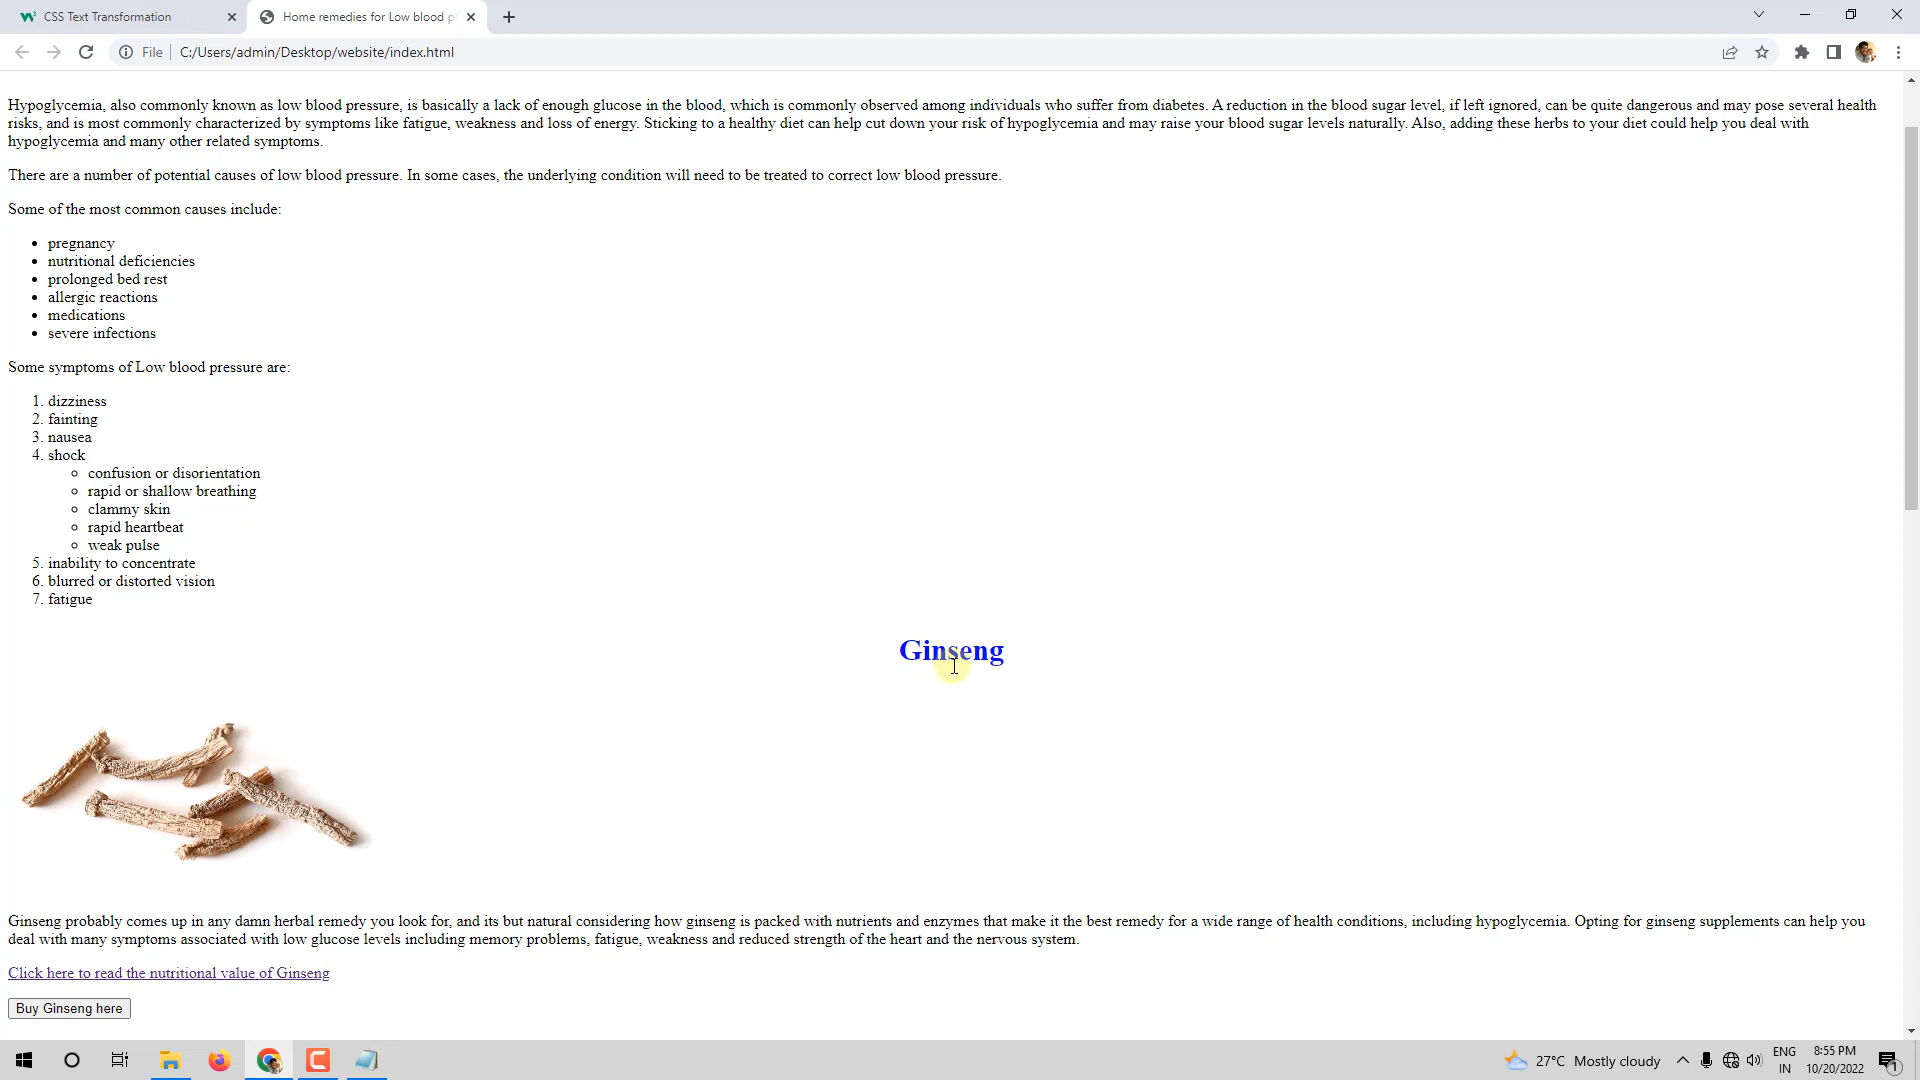 CSS Text Transformation
Home remedies for Low blood p
File
C:/Users/admin/Desktop/website/index.html
Hypoglycemia, also commonly known as low blood pressure, is basically a lack of enough glucose in the blood, which is commonly observed among individuals who suffer from diabetes. A reduction in the blood sugar level, if left ignored, can be quite dangerous and may pose several health
risks, and is most commonly characterized by symptoms like fatigue, weakness and loss of energy. Sticking to a healthy diet can help cut down your risk of hypoglycemia and may raise your blood sugar levels naturally. Also, adding these herbs to your diet could help you deal with
hypoglycemia and many other related symptoms.
There are a number of potential causes of low blood pressure. In some cases, the underlying condition will need to be treated to correct low blood pressure.
Some of the most common causes include:
• pregnancy
• nutritional deficiencies
• prolonged bed rest
• allergic reactions
• medications
• severe infections
Some symptoms of Low blood pressure are:
1. dizziness
2. fainting
3. nausea
4. shock
◦ confusion or disorientation
◦ rapid or shallow breathing
◦ clammy skin
◦ rapid heartbeat
◦ weak pulse
5. inability to concentrate
6. blurred or distorted vision
7. fatigue
Ginseng
Ginseng probably comes up in any damn herbal remedy you look for, and its but natural considering how ginseng is packed with nutrients and enzymes that make it the best remedy for a wide range of health conditions, including hypoglycemia. Opting for ginseng supplements can help you
deal with many symptoms associated with low glucose levels including memory problems, fatigue, weakness and reduced strength of the heart and the nervous system.
Click here to read the nutritional value of Ginseng
Buy Ginseng here
27°C Mostly cloudy
ENG
IN
8:55 PM
10/20/2022
1